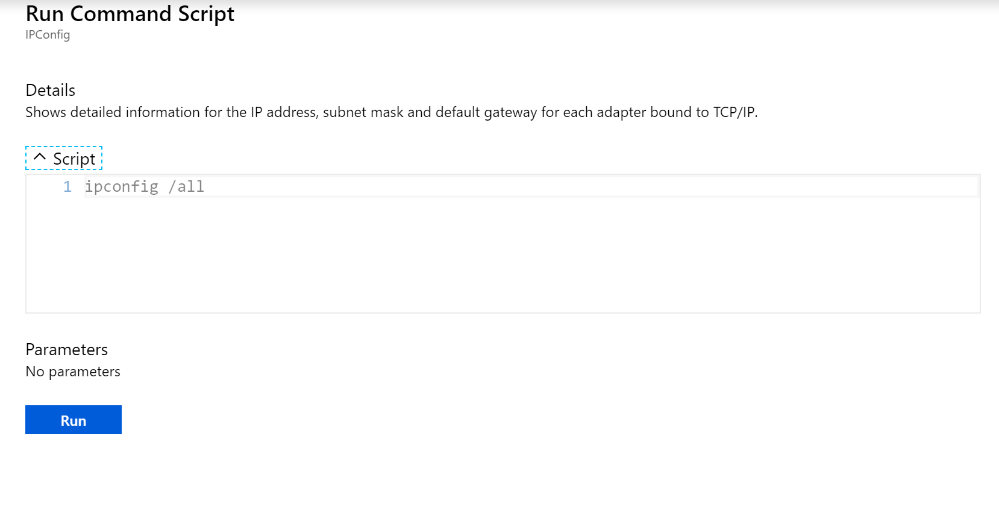 Run Command Script
IPConfig
Details
Shows detailed information for the IP address, subnet mask and default gateway for each adapter bound to TCP/IP.
Script
1 ipconfig /all
Parameters
No parameters
Run